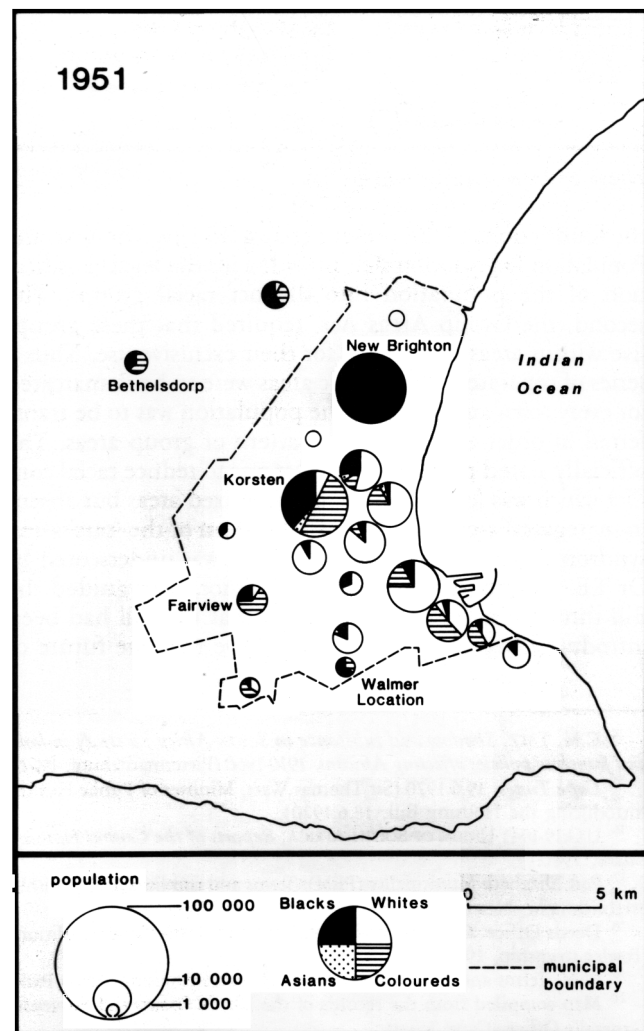 1951
New Brighton
Indian
Ocean
Bethelsdorp
Korsten
Fairview
Walmer
Location
population
100 000
10 000
1 000
Blacks
Whites
Asians
Coloureds
0
5 km
municipal
boundary